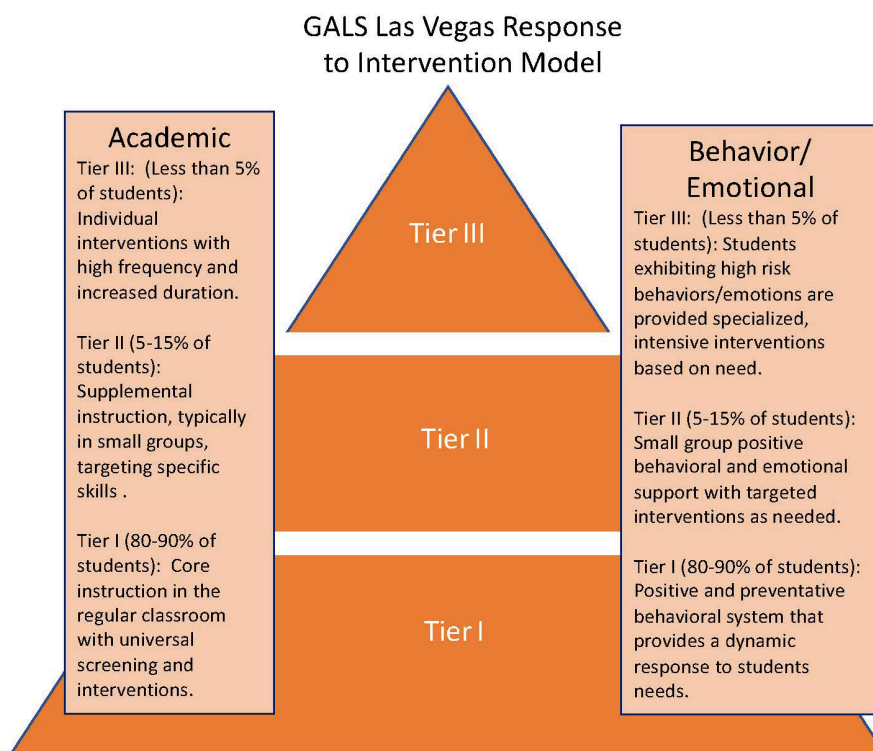 GALS Las Vegas Response
to Intervention Model
Academic
Tier III:  (Less than 5%
of students):
Individual
interventions with
high frequency and
increased duration.
Tier II (5-15% of
students):
Supplemental
instruction, typically
in small groups,
targeting specific
skills .
Tier I (80-90% of
students):  Core
instruction in the
regular classroom
with universal
screening and
interventions.
Tier III
Tier II
Tier I
Behavior/
Emotional
Tier III:  (Less than 5% of
students): Students
exhibiting high risk
behaviors/emotions are
provided specialized,
intensive interventions
based on need.
Tier II (5-15% of students):
Small group positive
behavioral and emotional
support with targeted
interventions as needed.
Tier I (80-90% of students):
Positive and preventative
behavioral system that
provides a dynamic
response to students
needs.